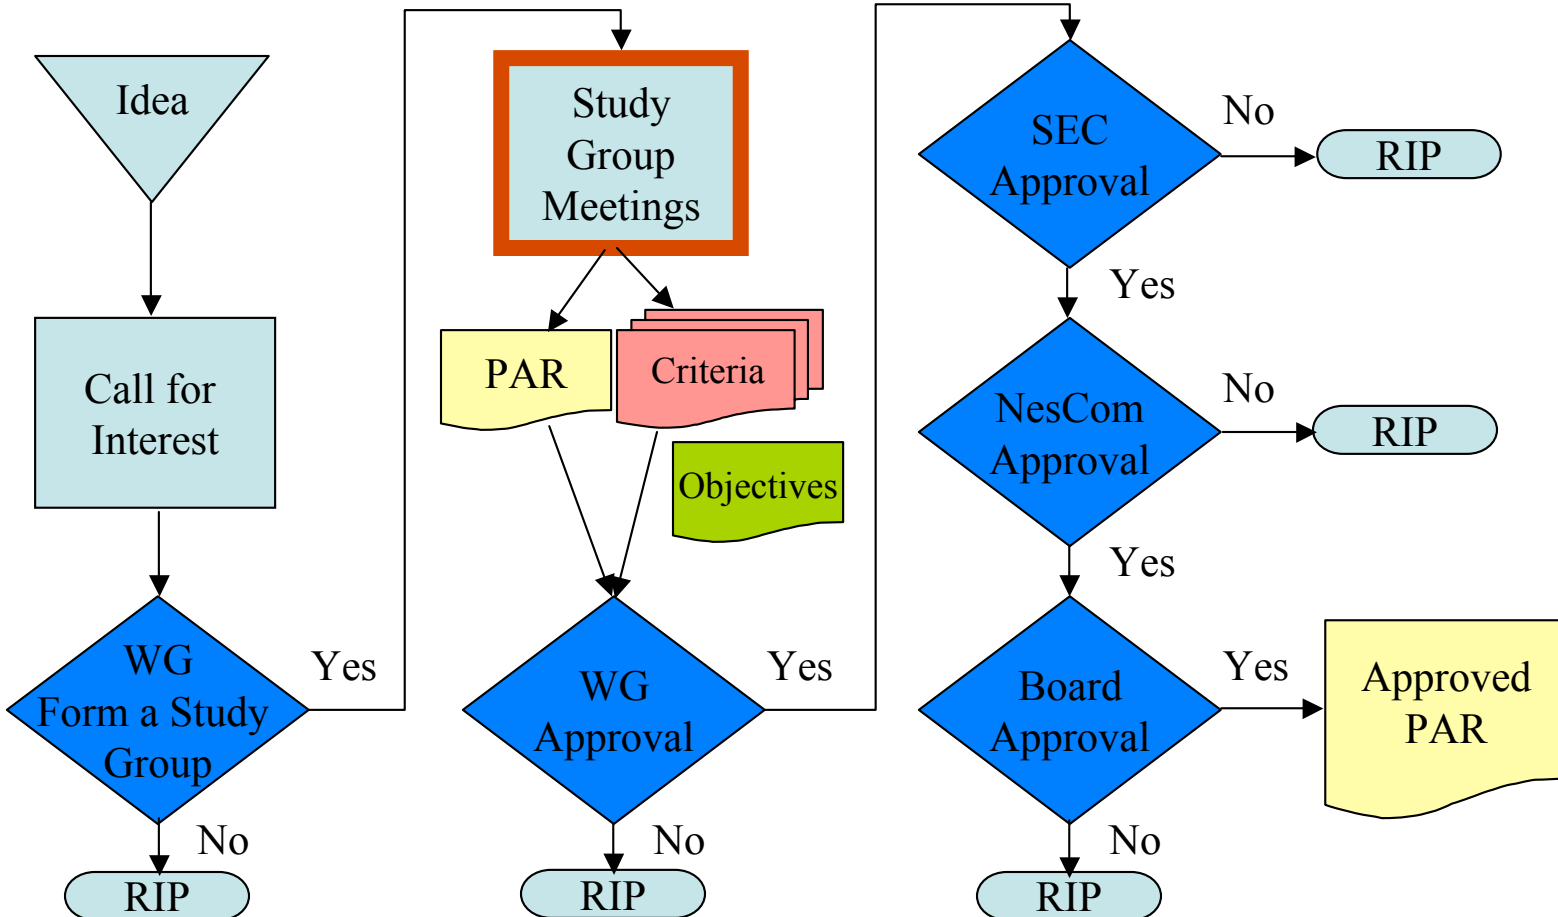 Idea
Call for
Interest
WG
Form a Study
Group
Yes
No
RIP
Study
Group
Meetings
PAR
Criteria
Objectives
WG
Approval
Yes
No
RIP
SEC
Approval
No
RIP
Yes
NesCom
Approval
No
RIP
Yes
Board
Approval
Yes
Approved
PAR
No
RIP